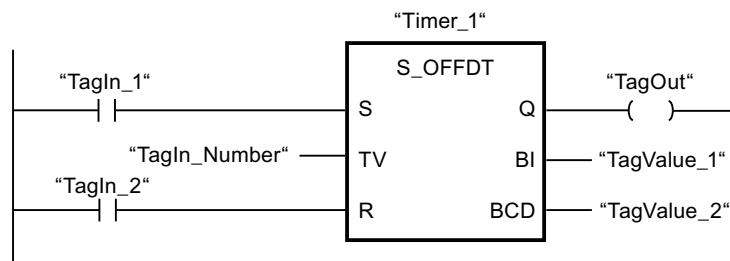 “Timer_1“
S_OFFDT
“TagIn_1“
S
Q
“TagOut“
“TagIn_Number“
TV
BI
“TagValue_1“
“TagIn_2“
R
BCD
“TagValue_2“